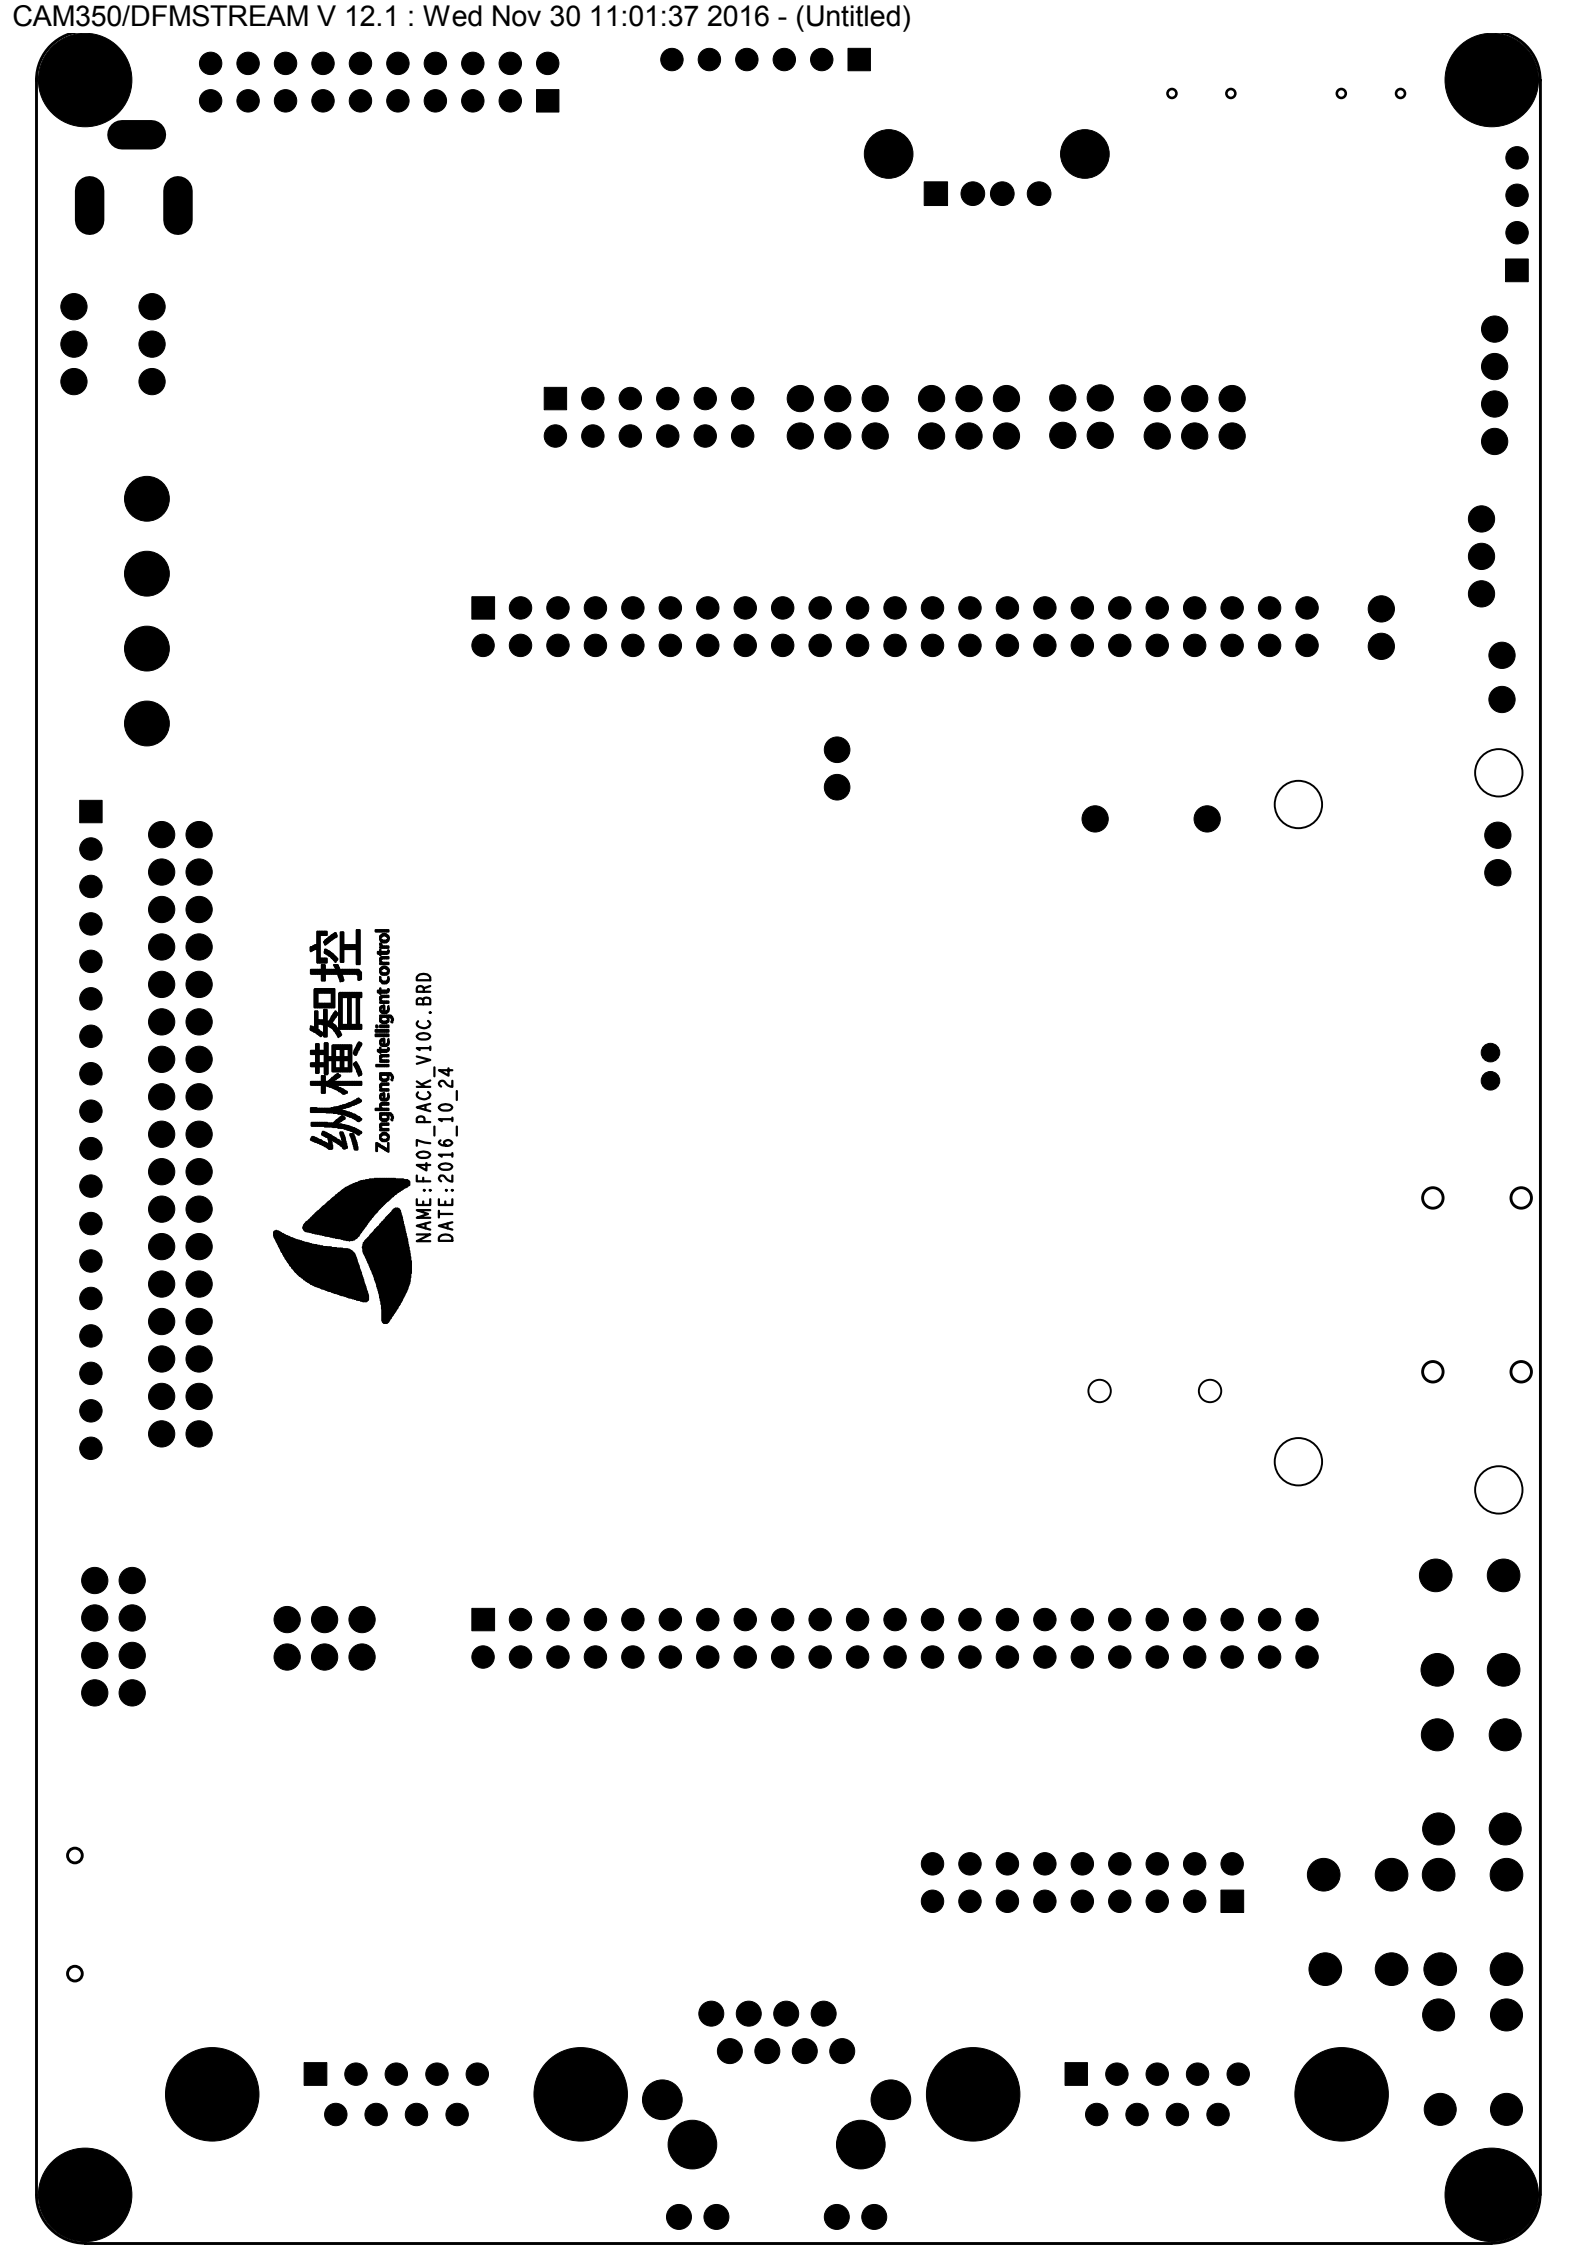 CAM350/DFMSTREAM V 12.1 : Wed Nov 30 11:01:37 2016 - (Untitled)
纵横智控
Zongheng Intelligent control
NAME:F407_PACK_V10C.BRD
DATE:2016_10_24